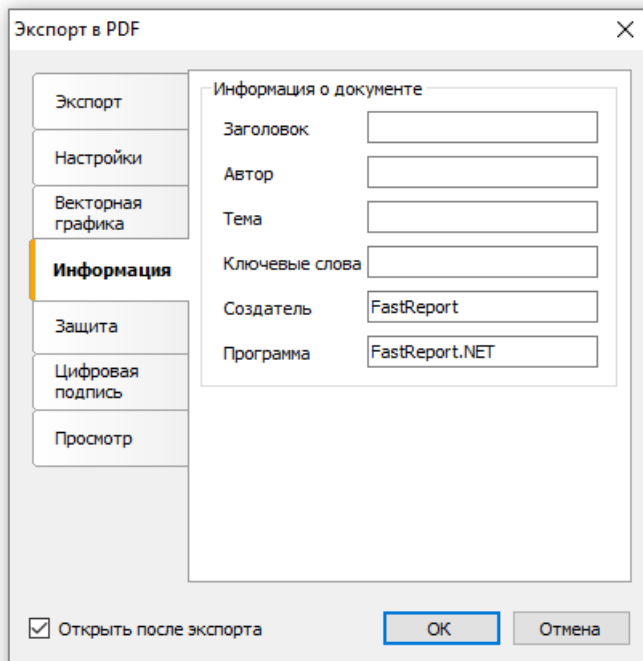 Экспорт в PDF
Экспорт
Настройки
Векторная
графика
Информация
Защита
Цифровая
подпись
Просмотр
Информация о документе
Заголовок
Автор
Тема
Ключевые слова
Создатель FastReport
Программа FastReport.NET
Открыть после экспорта
OK
Отмена